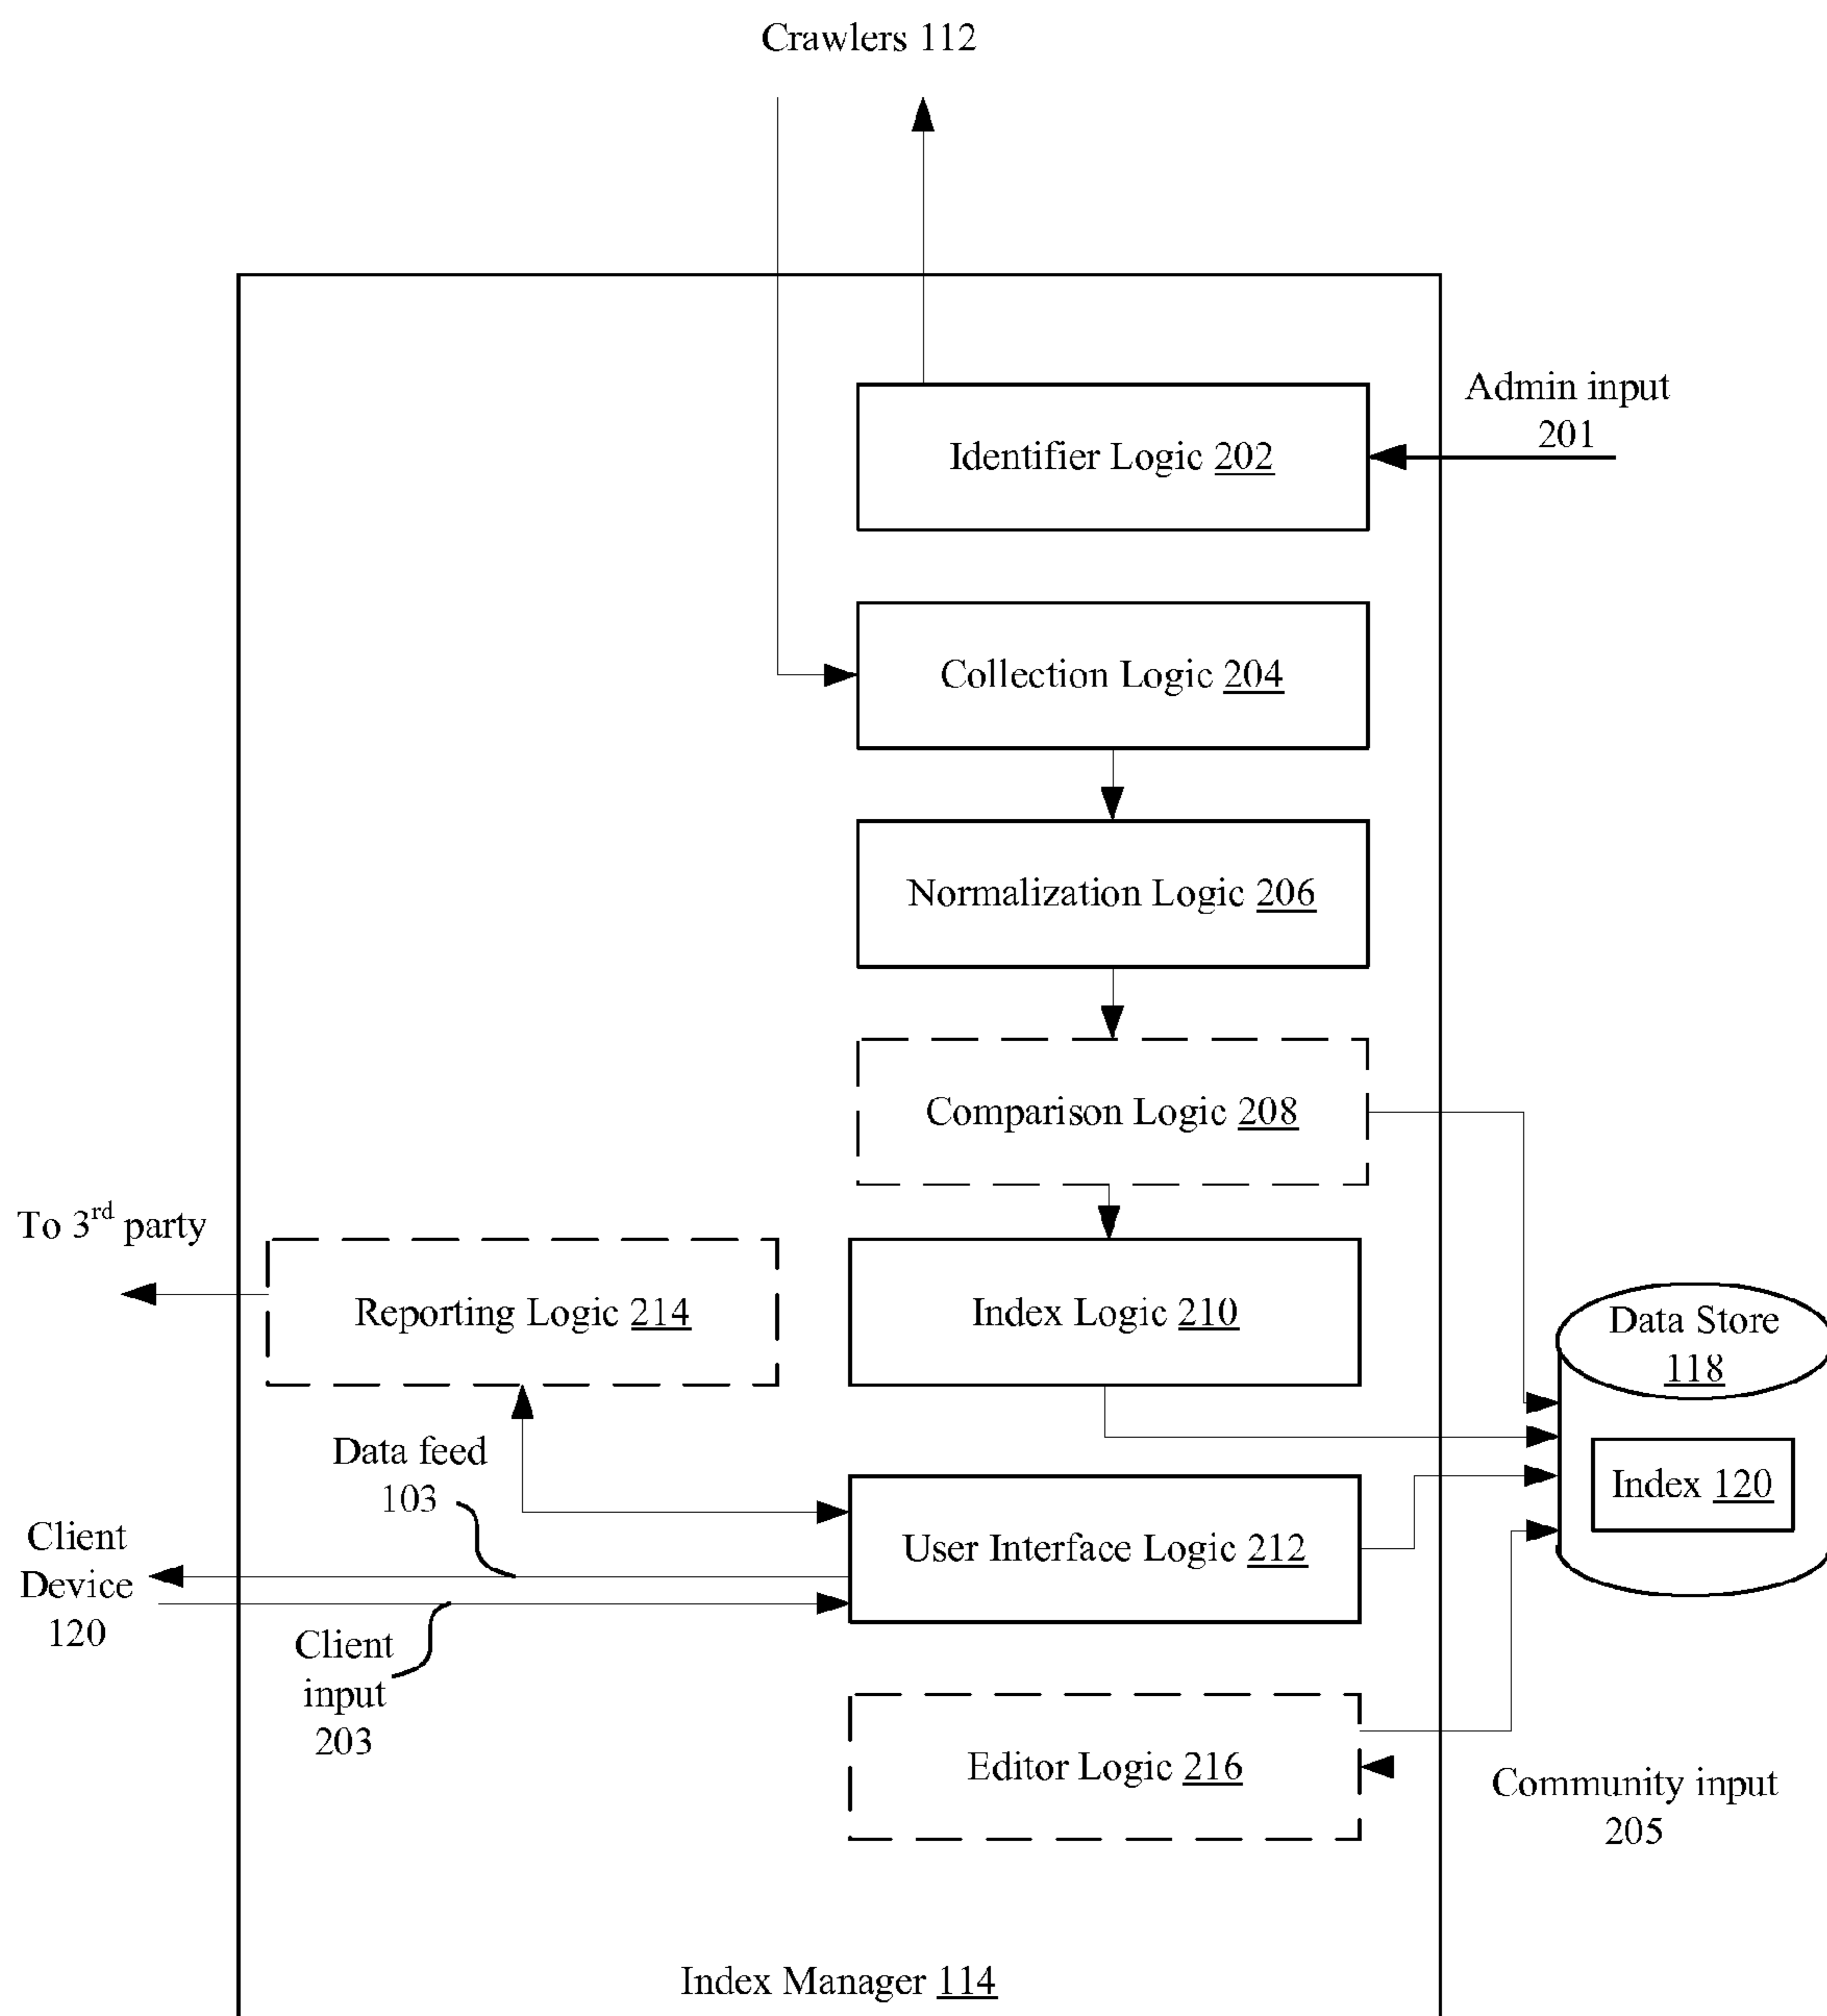 Crawlers 112
Admin input
201
Identifier Logic 202
Collection Logic 204
Normalization Logic 206
Comparison Logic 208
To 3rd party
Reporting Logic 214
Index Logic 210
Data Store
118
Index 120
Data feed
103
User Interface Logic 212
Client
Device
120
Client
input
203
Editor Logic 216
Community input
205
Index Manager 114